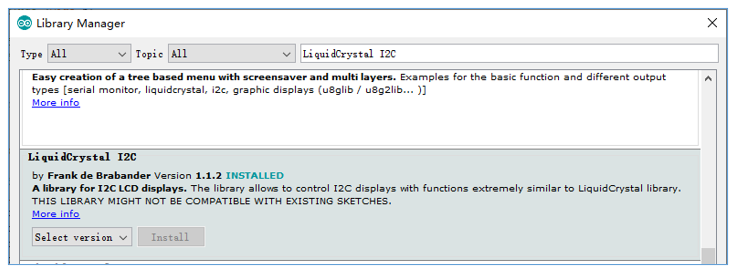 Library Manager
Type All Topic All LiquidCrystal I2C
Easy creation of a tree based menu with screensaver and multi layers. Examples for the basic function and different output
types [serial monitor, liquidcrystal, i2c, graphic displays (u8glib / u8g2lib... )]
More info
LiquidCrystal I2C
by Frank de Brabander Version 1.1.2 INSTALLED
A library for I2C LCD displays. The library allows to control I2C displays with functions extremely similar to LiquidCrystal library.
THIS LIBRARY MIGHT NOT BE COMPATIBLE WITH EXISTING SKETCHES.
More info
Select version Install